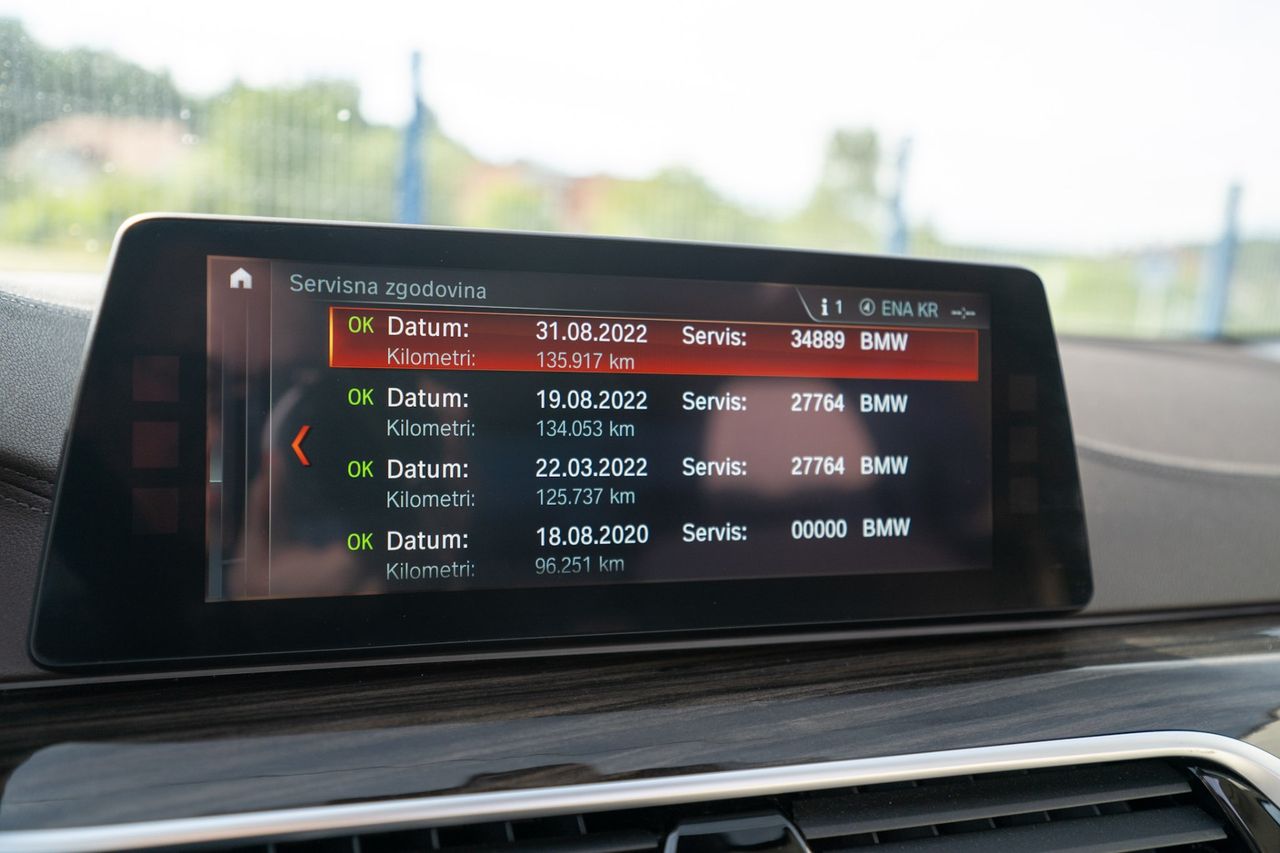 Servisna zgodovina
i 1 ENA KR --:--
OK Datum: 31.08.2022 Servis: 34889 BMW
Kilometri: 135.917 km
OK Datum: 19.08.2022 Servis: 27764 BMW
Kilometri: 134.053 km
OK Datum: 22.03.2022 Servis: 27764 BMW
Kilometri: 125.737 km
OK Datum: 18.08.2020 Servis: 00000 BMW
Kilometri: 96.251 km